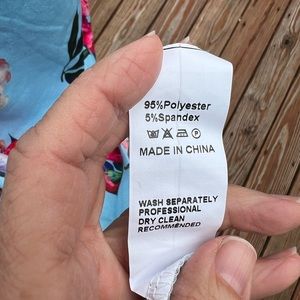 95%Polyester
5%Spandex
MADE IN CHINA
WASH SEPARATELY
PROFESSIONAL
DRY CLEAN
RECOMMENDED